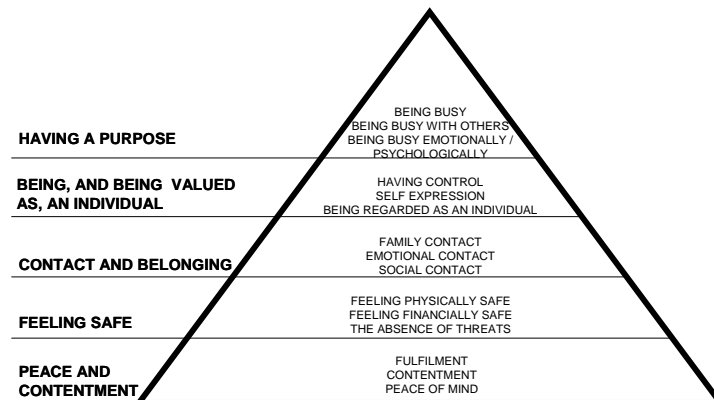 HAVING A PURPOSE
BEING BUSY
BEING BUSY WITH OTHERS
BEING BUSY EMOTIONALLY /
PSYCHOLOGICALLY
BEING, AND BEING VALUED
AS, AN INDIVIDUAL
HAVING CONTROL
SELF EXPRESSION
BEING REGARDED AS AN INDIVIDUAL
CONTACT AND BELONGING
FAMILY CONTACT
EMOTIONAL CONTACT
SOCIAL CONTACT
FEELING SAFE
FEELING PHYSICALLY SAFE
FEELING FINANCIALLY SAFE
THE ABSENCE OF THREATS
PEACE AND
CONTENTMENT
FULFILMENT
CONTENTMENT
PEACE OF MIND